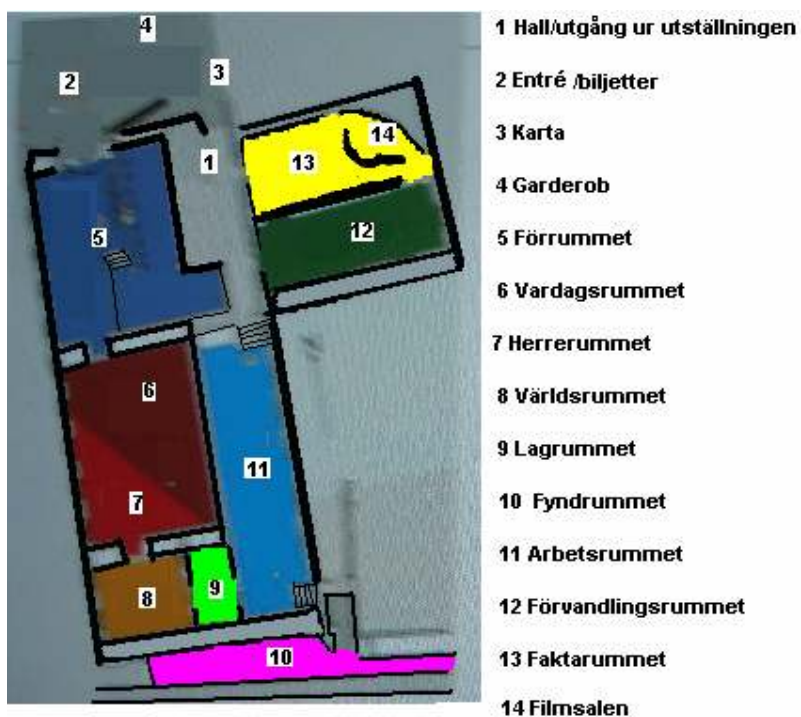 4
2
3
1
13
14
12
5
6
7
11
8
9
10
1 Hall/utgång ur utställningen
2 Entré /biljetter
3 Karta
4 Garderob
5 Förrummet
6 Vardagsrummet
7 Herrerummet
8 Världsrummet
9 Lagrummet
10 Fyndrummet
11 Arbetsrummet
12 Förvandlingsrummet
13 Faktarummet
14 Filmsalen